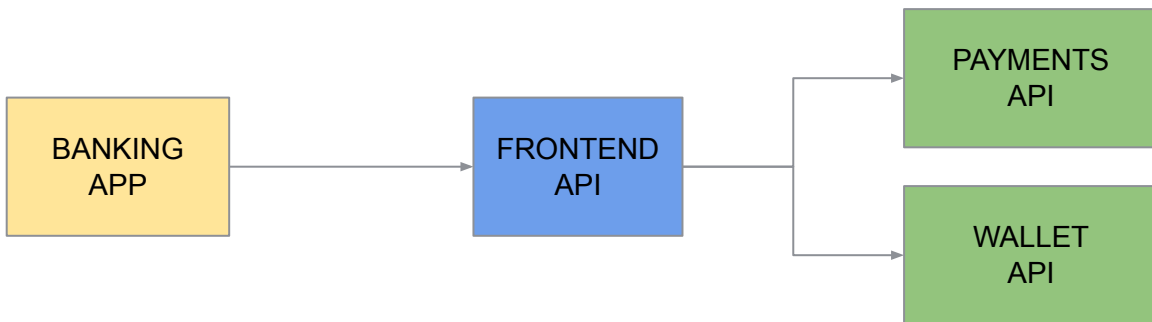 BANKING
APP
FRONTEND
API
PAYMENTS
API
WALLET
API